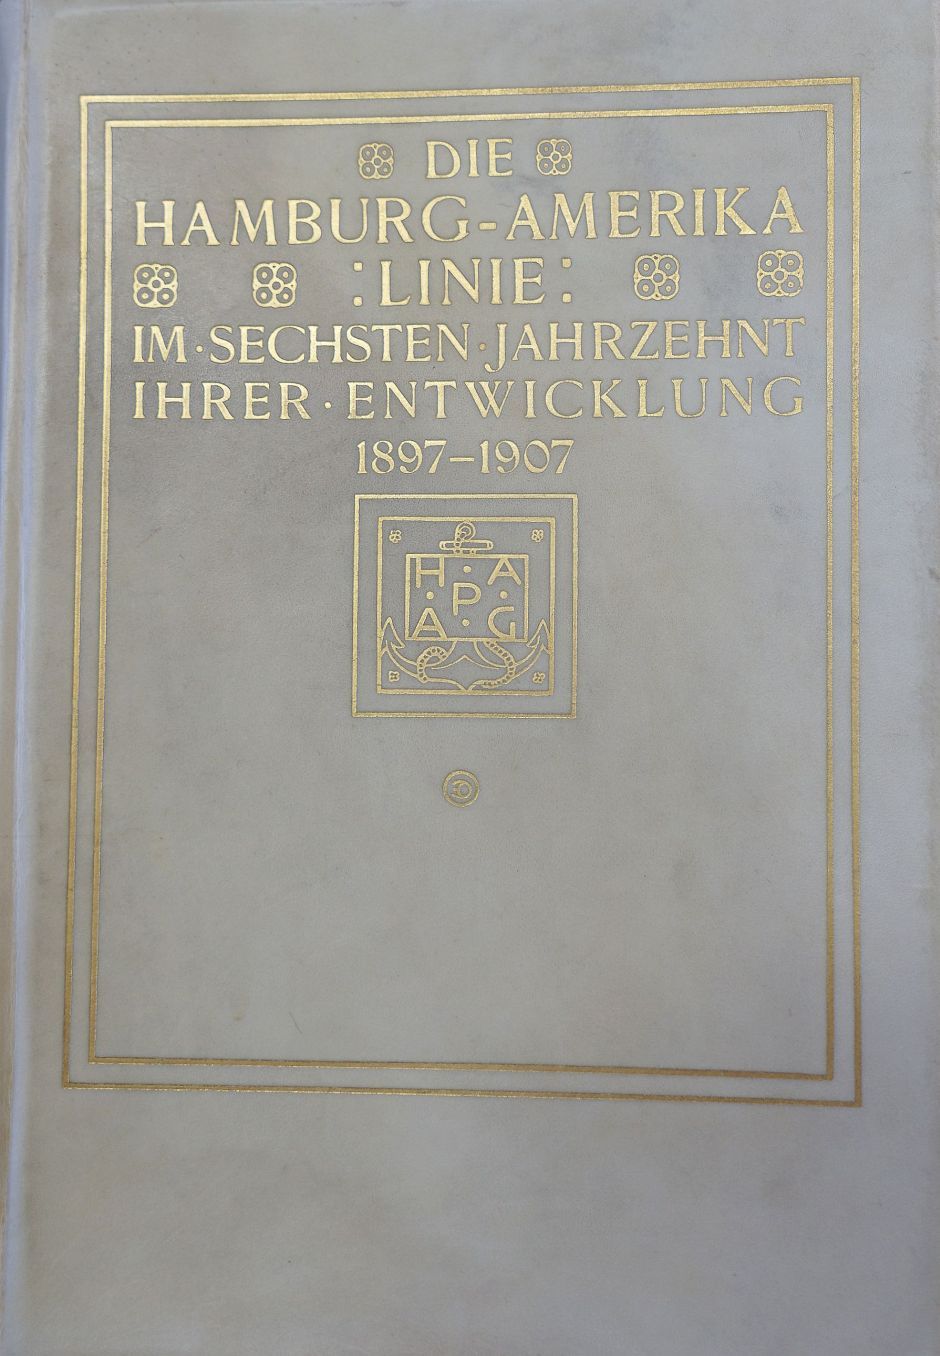 DIE
HAMBURG-AMERIKA
:LINIE:
IM·SECHSTEN·JAHRZEHNT
IHRER·ENTWICKLUNG
1897–1907
H·A
·P·
A·G